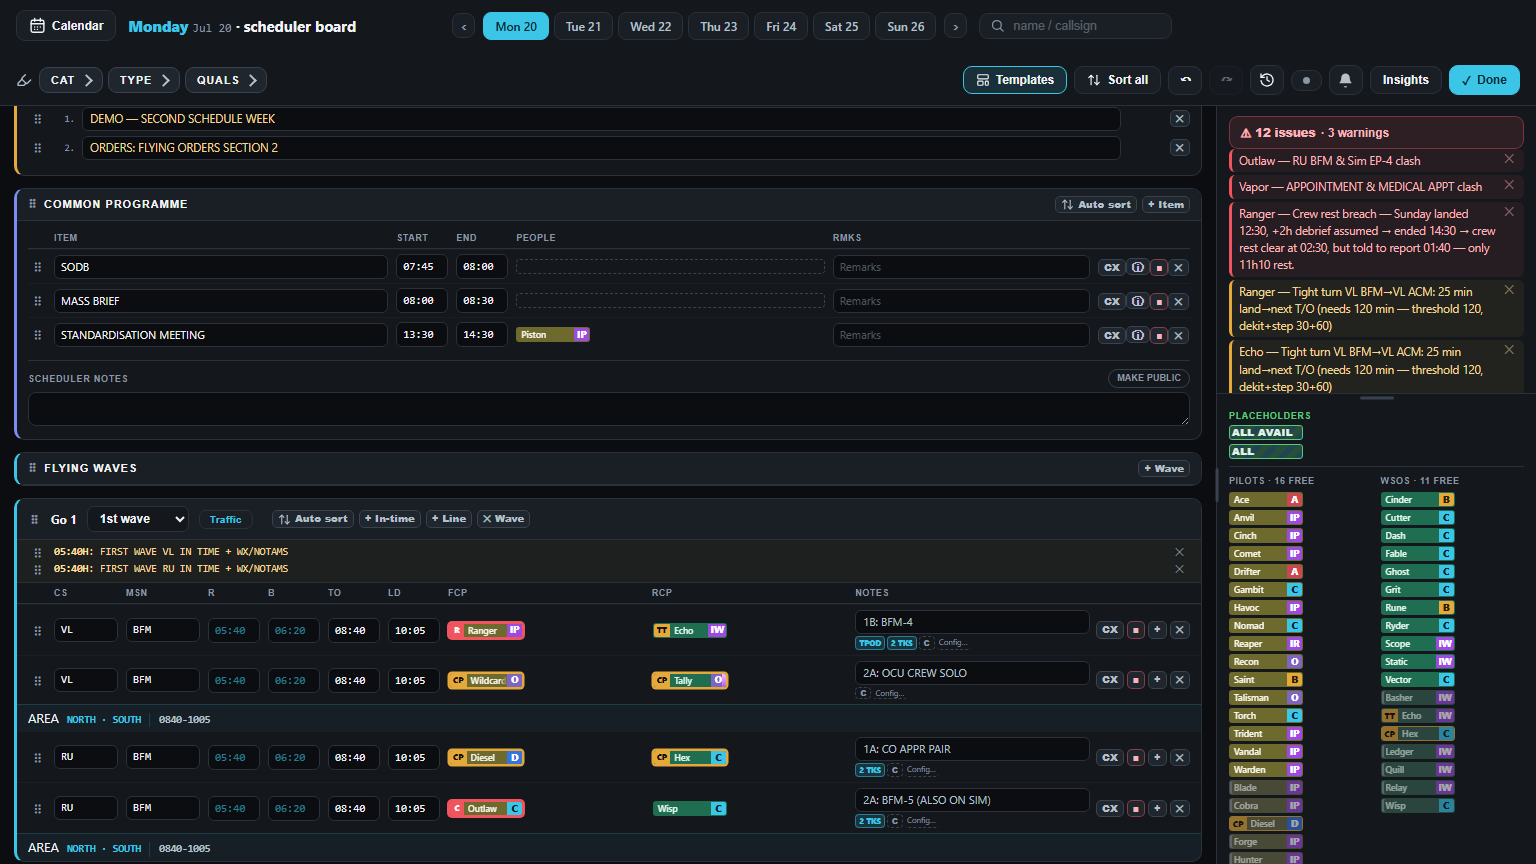 Calendar Monday Jul 20 · scheduler board ‹ Mon 20 Tue 21 Wed 22 Thu 23 Fri 24 Sat 25 Sun 26 › name / callsign
CAT TYPE QUALS Templates Sort all Insights ✓ Done
1. DEMO — SECOND SCHEDULE WEEK
2. ORDERS: FLYING ORDERS SECTION 2
COMMON PROGRAMME Auto sort + Item
ITEM START END PEOPLE RMKS
SODB 07:45 08:00 Remarks CX
MASS BRIEF 08:00 08:30 Remarks CX
STANDARDISATION MEETING 13:30 14:30 Piston IP Remarks CX
SCHEDULER NOTES MAKE PUBLIC
FLYING WAVES + Wave
Go 1 1st wave Traffic Auto sort + In-time + Line X Wave
05:40H: FIRST WAVE VL IN TIME + WX/NOTAMS
05:40H: FIRST WAVE RU IN TIME + WX/NOTAMS
CS MSN R B TO LD FCP RCP NOTES
VL BFM 05:40 06:20 08:40 10:05 R Ranger IP TT Echo IW 1B: BFM-4 CX
TPOD 2 TKS C Config...
VL BFM 05:40 06:20 08:40 10:05 CP Wildcard O CP Tally O 2A: OCU CREW SOLO CX
C Config...
AREA NORTH · SOUTH 0840-1005
RU BFM 05:40 06:20 08:40 10:05 CP Diesel D CP Hex C 1A: CO APPR PAIR CX
2 TKS C Config...
RU BFM 05:40 06:20 08:40 10:05 C Outlaw C Wisp C 2A: BFM-5 (ALSO ON SIM) CX
2 TKS C Config...
AREA NORTH · SOUTH 0840-1005
⚠ 12 issues · 3 warnings
Outlaw — RU BFM & Sim EP-4 clash
Vapor — APPOINTMENT & MEDICAL APPT clash
Ranger — Crew rest breach — Sunday landed
12:30, +2h debrief assumed → ended 14:30 → crew
rest clear at 02:30, but told to report 01:40 — only
11h10 rest.
Ranger — Tight turn VL BFM→VL ACM: 25 min
land→next T/O (needs 120 min — threshold 120,
dekit+step 30+60)
Echo — Tight turn VL BFM→VL ACM: 25 min
land→next T/O (needs 120 min — threshold 120,
dekit+step 30+60)
PLACEHOLDERS
ALL AVAIL
ALL
PILOTS · 16 FREE WSOS · 11 FREE
Ace A Cinder B
Anvil IP Cutter C
Cinch IP Dash C
Comet IP Fable C
Drifter A Ghost C
Gambit C Grit C
Havoc IP Rune B
Nomad C Ryder C
Reaper IR Scope IW
Recon O Static IW
Saint B Vector C
Talisman O Basher IW
Torch C TT Echo IW
Trident IP CP Hex C
Vandal IP Ledger IW
Warden IP Quill IW
Blade IP Relay IW
Cobra IP Wisp C
CP Diesel D
Forge IP
Hunter IP